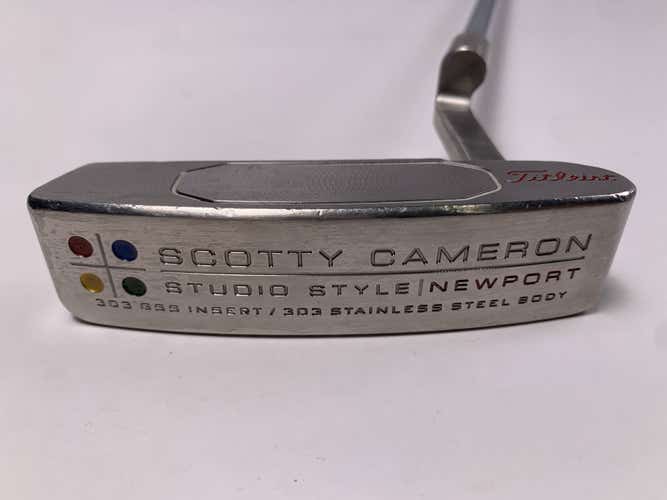 Titleist
SCOTTY CAMERON
STUDIO STYLE | NEWPORT
303 GSS INSERT / 303 STAINLESS STEEL BODY